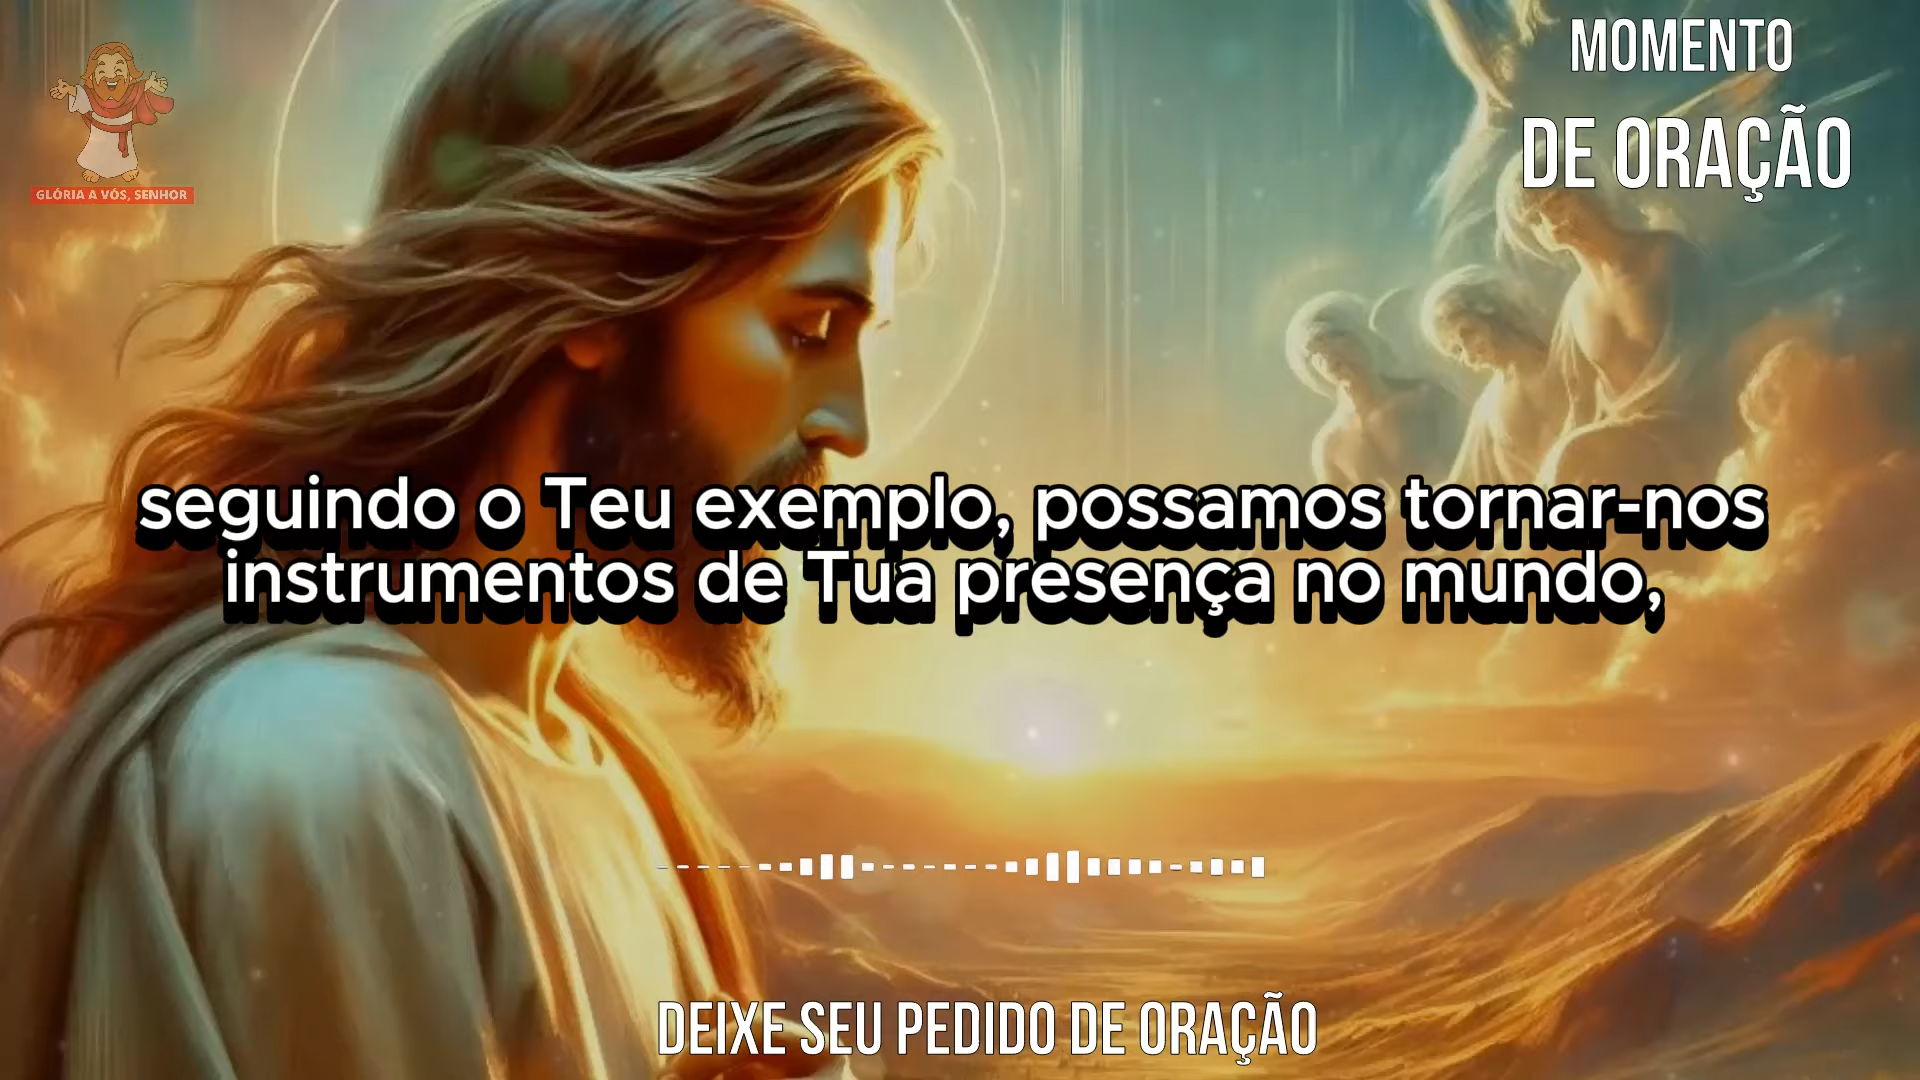 MOMENTO
DE ORAÇÃO
GLÓRIA A VÓS, SENHOR
seguindo o Teu exemplo, possamos tornar-nos
instrumentos de Tua presença no mundo,
DEIXE SEU PEDIDO DE ORAÇÃO